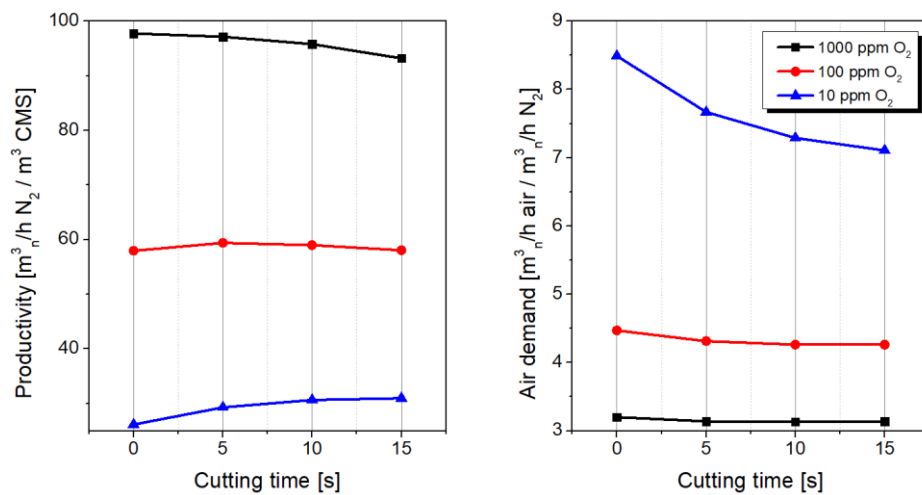 100
80
60
40
0
5
10
15
Productivity [m³ₙ/h N₂ / m³ CMS]
Cutting time [s]
9
8
7
6
5
4
3
0
5
10
15
Air demand [m³ₙ/h air / m³ₙ/h N₂]
Cutting time [s]
1000 ppm O₂
100 ppm O₂
10 ppm O₂